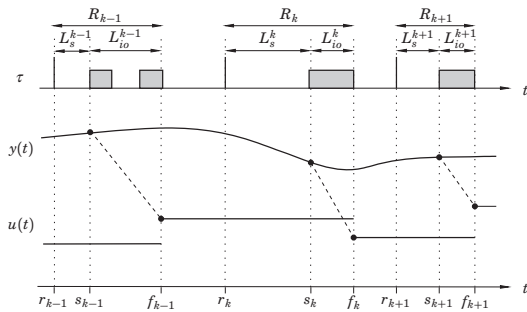 R_{k−1} R_k R_{k+1}
L_s^{k−1} L_{io}^{k−1} L_s^k L_{io}^k L_s^{k+1} L_{io}^{k+1}
τ
t
y(t)
u(t)
t
r_{k−1} s_{k−1} f_{k−1} r_k s_k f_k r_{k+1} s_{k+1} f_{k+1}